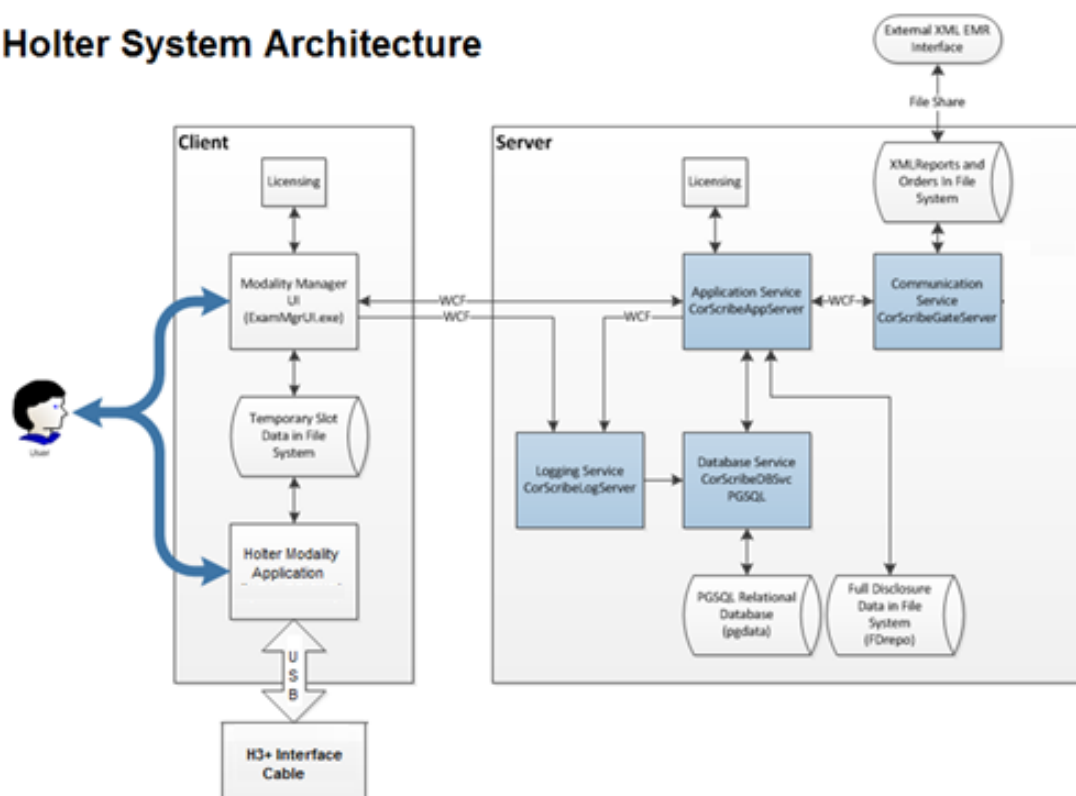 Holter System Architecture
External XML EMR
Interface
File Share
Client
Server
Licensing
Licensing
XMLReports and
Orders In File
System
Modality Manager
UI
(ExamMgrUI.exe)
WCF
WCF
WCF
Application Service
CorScribeAppServer
WCF
Communication
Service
CorScribeGateServer
User
Temporary Slot
Data in File
System
Logging Service
CorScribeLogServer
Database Service
CorScribeDBSvc
PGSQL
Holter Modality
Application
PGSQL Relational
Database
(pgdata)
Full Disclosure
Data in File
System
(FDrepo)
U
S
B
H3+ Interface
Cable